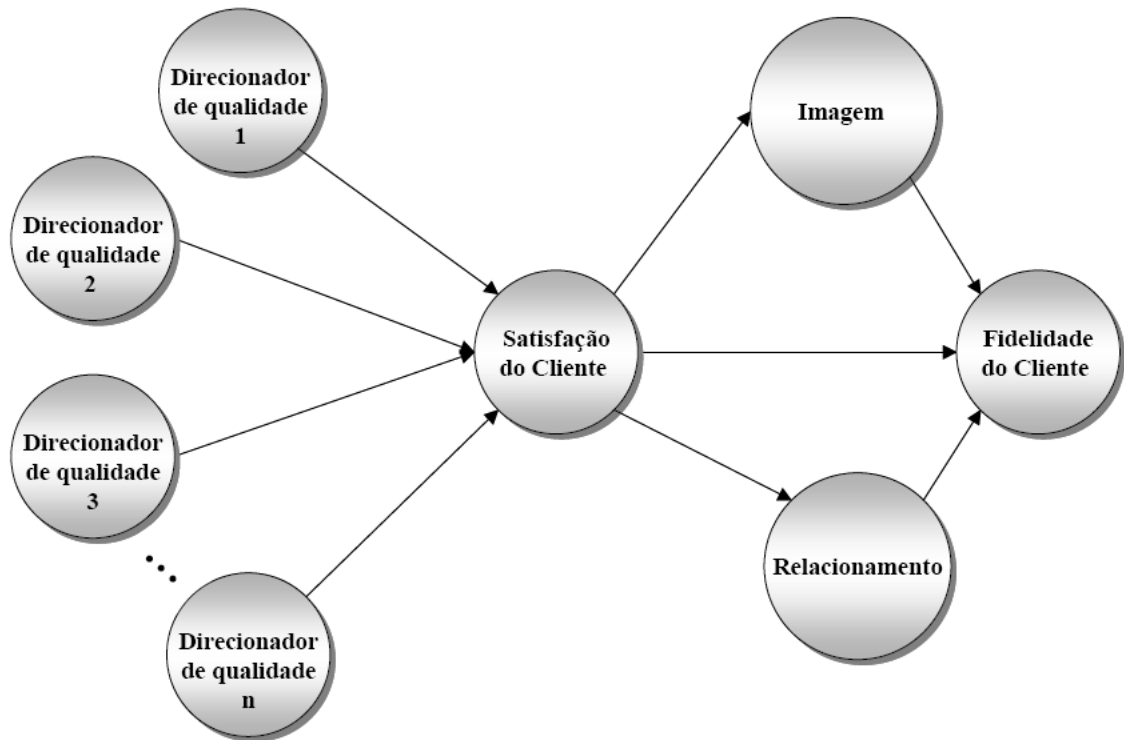 Direcionador
de qualidade
1
Direcionador
de qualidade
2
Direcionador
de qualidade
3
Direcionador
de qualidade
n
Satisfação
do Cliente
Imagem
Relacionamento
Fidelidade
do Cliente